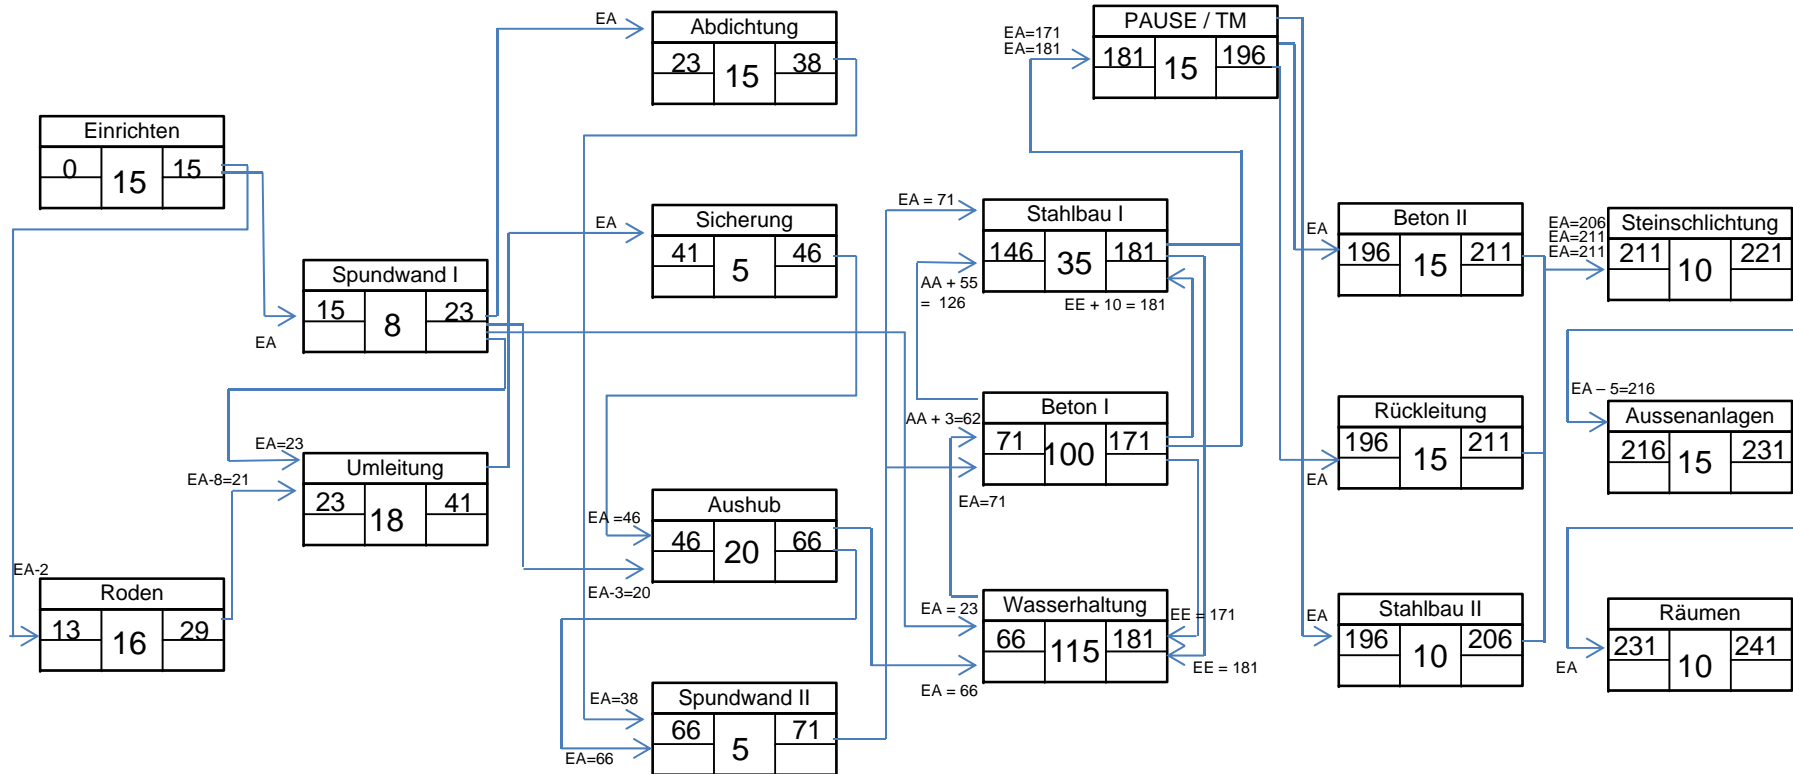 Einrichten
0 15 15
EA-2
Roden
13 16 29
EA
Spundwand I
15 8 23
EA=23
EA-8=21
Umleitung
23 18 41
EA
Abdichtung
23 15 38
EA
Sicherung
41 5 46
EA =46
Aushub
46 20 66
EA-3=20
EA=38
Spundwand II
66 5 71
EA=66
EA = 71
Stahlbau I
146 35 181
AA + 55
= 126
EE + 10 = 181
Beton I
AA + 3=62
71 100 171
EA=71
Wasserhaltung
EA = 23
EE = 171
66 115 181
EE = 181
EA = 66
PAUSE / TM
EA=171
EA=181
181 15 196
EA
Beton II
196 15 211
Rückleitung
196 15 211
EA
EA
Stahlbau II
196 10 206
EA=206
EA=211
EA=211
Steinschlichtung
211 10 221
EA – 5=216
Aussenanlagen
216 15 231
Räumen
231 10 241
EA